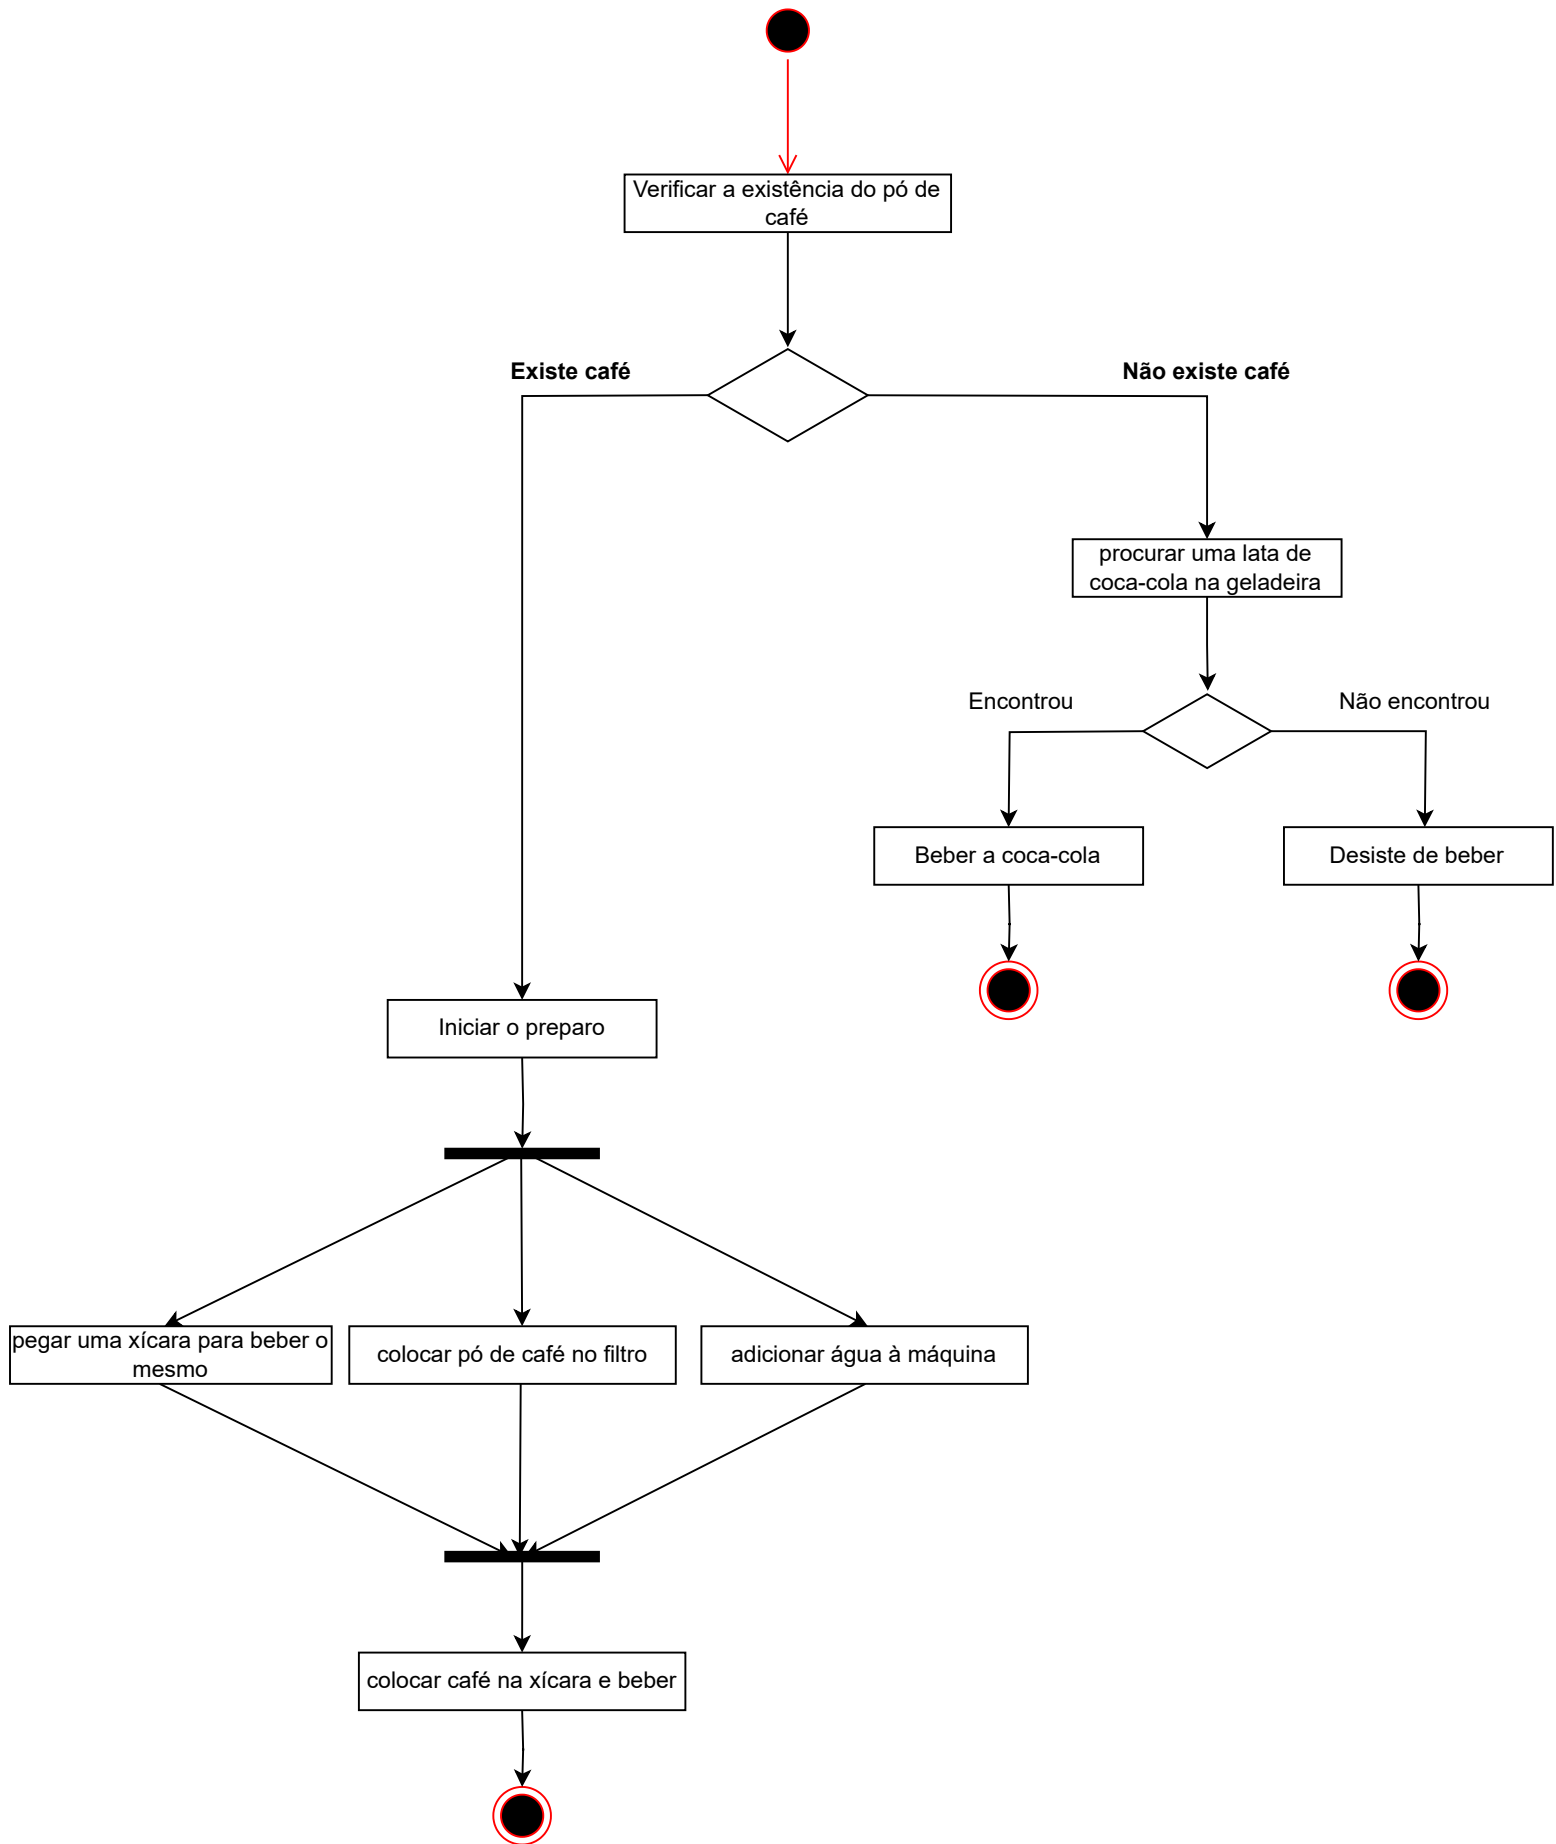 Verificar a existência do pó de
café
Existe café
Não existe café
procurar uma lata de
coca-cola na geladeira
Encontrou
Não encontrou
Beber a coca-cola
Desiste de beber
Iniciar o preparo
pegar uma xícara para beber o
mesmo
colocar pó de café no filtro
adicionar água à máquina
colocar café na xícara e beber